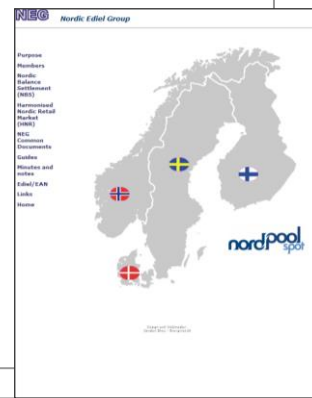 NEG Nordic Ediel Group
Purpose
Members
Nordic
Balance
Settlement
(NBS)
Harmonised
Nordic Retail
Market
(HNR)
NEG
Common
Documents
Guides
Minutes and
notes
Ediel/EAN
Links
Home
nordpool
spot